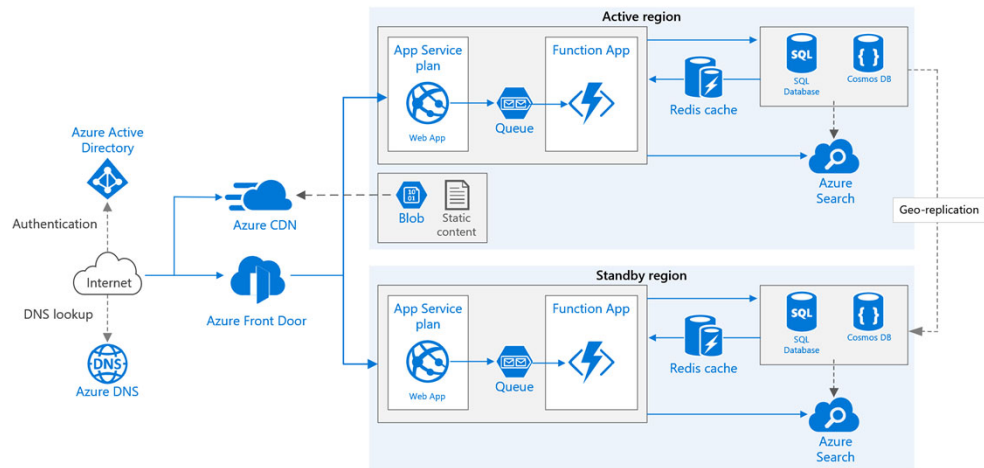 Active region
App Service
plan
Web App
Queue
Function App
Redis cache
SQL
SQL
Database
{ }
Cosmos DB
Azure
Search
10
01
Blob
Static
content
Azure Active
Directory
Authentication
Azure CDN
Internet
Azure Front Door
DNS lookup
DNS
Azure DNS
Geo-replication
Standby region
App Service
plan
Web App
Queue
Function App
Redis cache
SQL
SQL
Database
{ }
Cosmos DB
Azure
Search